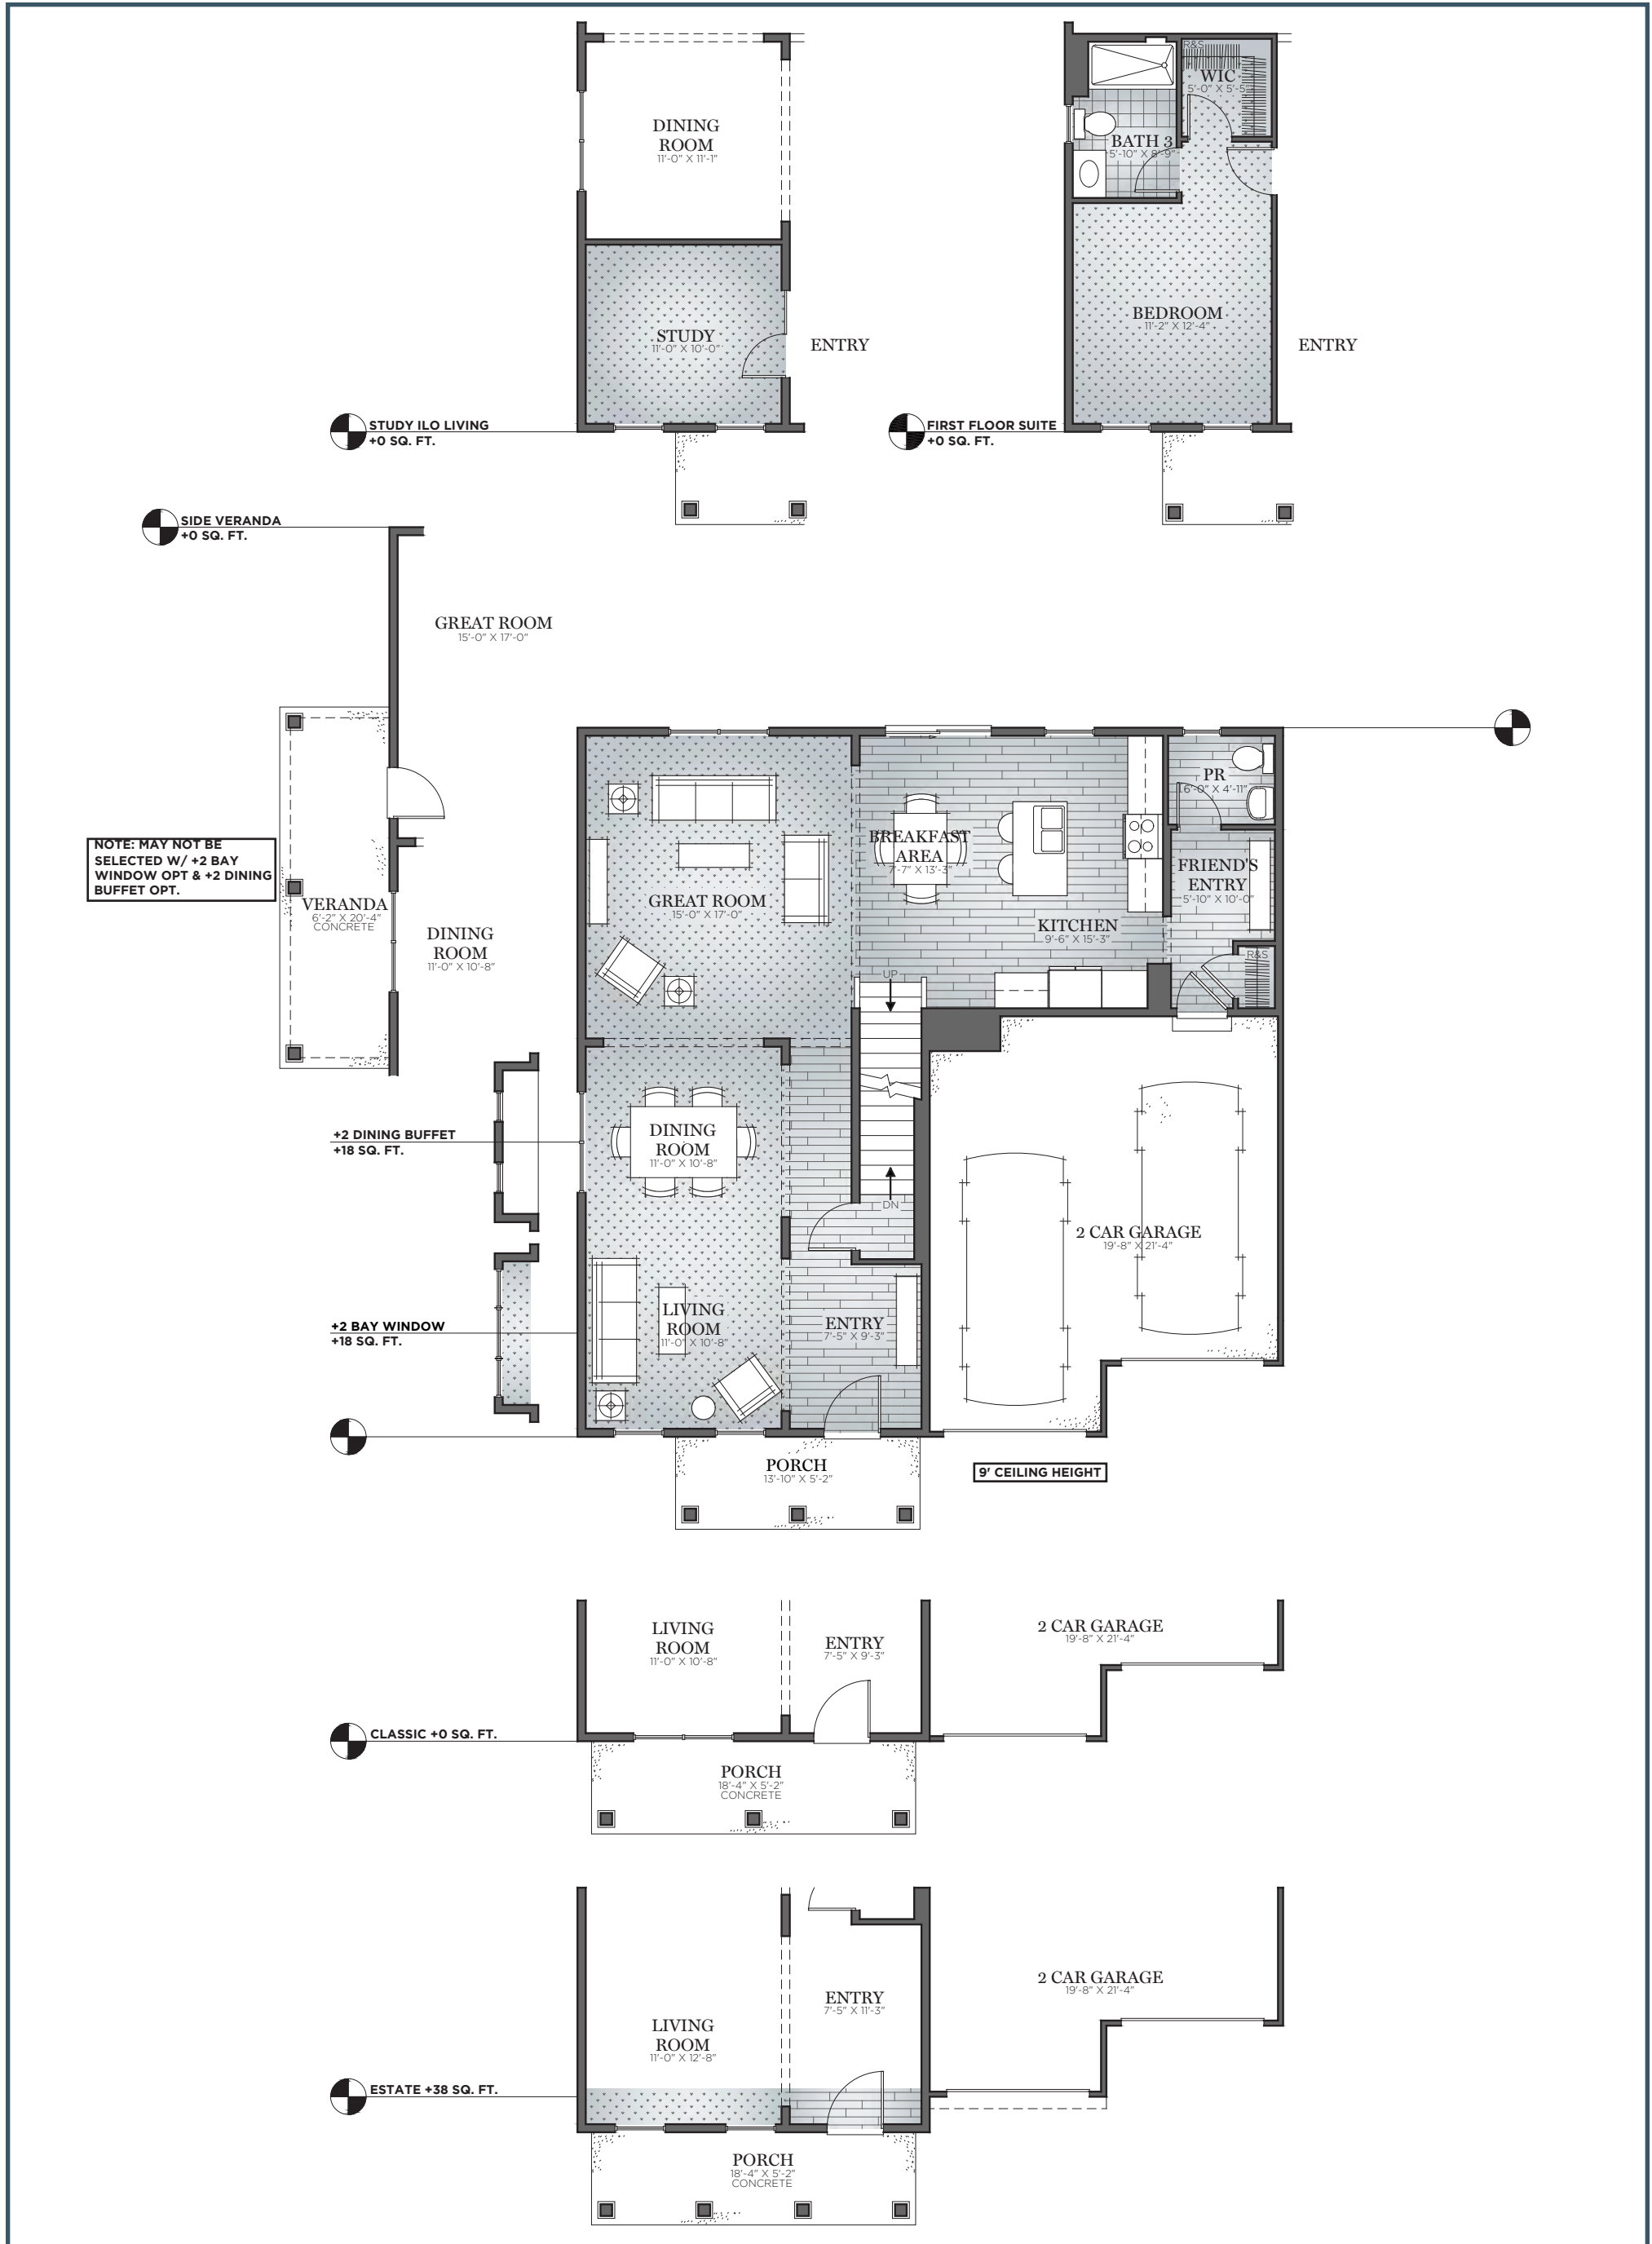 DINING
ROOM
11'-0" X 11'-1"
STUDY
11'-0" X 10'-0"
ENTRY
STUDY ILO LIVING
+0 SQ. FT.
R&S
WIC
5'-0" X 5'-5"
BATH 3
5'-10" X 8'-9"
BEDROOM
11'-2" X 12'-4"
ENTRY
FIRST FLOOR SUITE
+0 SQ. FT.
SIDE VERANDA
+0 SQ. FT.
GREAT ROOM
15'-0" X 17'-0"
NOTE: MAY NOT BE
SELECTED W/ +2 BAY
WINDOW OPT & +2 DINING
BUFFET OPT.
VERANDA
6'-2" X 20'-4"
CONCRETE
DINING
ROOM
11'-0" X 10'-8"
GREAT ROOM
15'-0" X 17'-0"
BREAKFAST
AREA
7'-7" X 13'-3"
KITCHEN
9'-6" X 15'-3"
PR
6'-0" X 4'-11"
FRIEND'S
ENTRY
5'-10" X 10'-0"
R&S
UP
DN
+2 DINING BUFFET
+18 SQ. FT.
DINING
ROOM
11'-0" X 10'-8"
2 CAR GARAGE
19'-8" X 21'-4"
+2 BAY WINDOW
+18 SQ. FT.
LIVING
ROOM
11'-0" X 10'-8"
ENTRY
7'-5" X 9'-3"
PORCH
13'-10" X 5'-2"
9' CEILING HEIGHT
LIVING
ROOM
11'-0" X 10'-8"
ENTRY
7'-5" X 9'-3"
2 CAR GARAGE
19'-8" X 21'-4"
CLASSIC +0 SQ. FT.
PORCH
18'-4" X 5'-2"
CONCRETE
LIVING
ROOM
11'-0" X 12'-8"
ENTRY
7'-5" X 11'-3"
2 CAR GARAGE
19'-8" X 21'-4"
ESTATE +38 SQ. FT.
PORCH
18'-4" X 5'-2"
CONCRETE